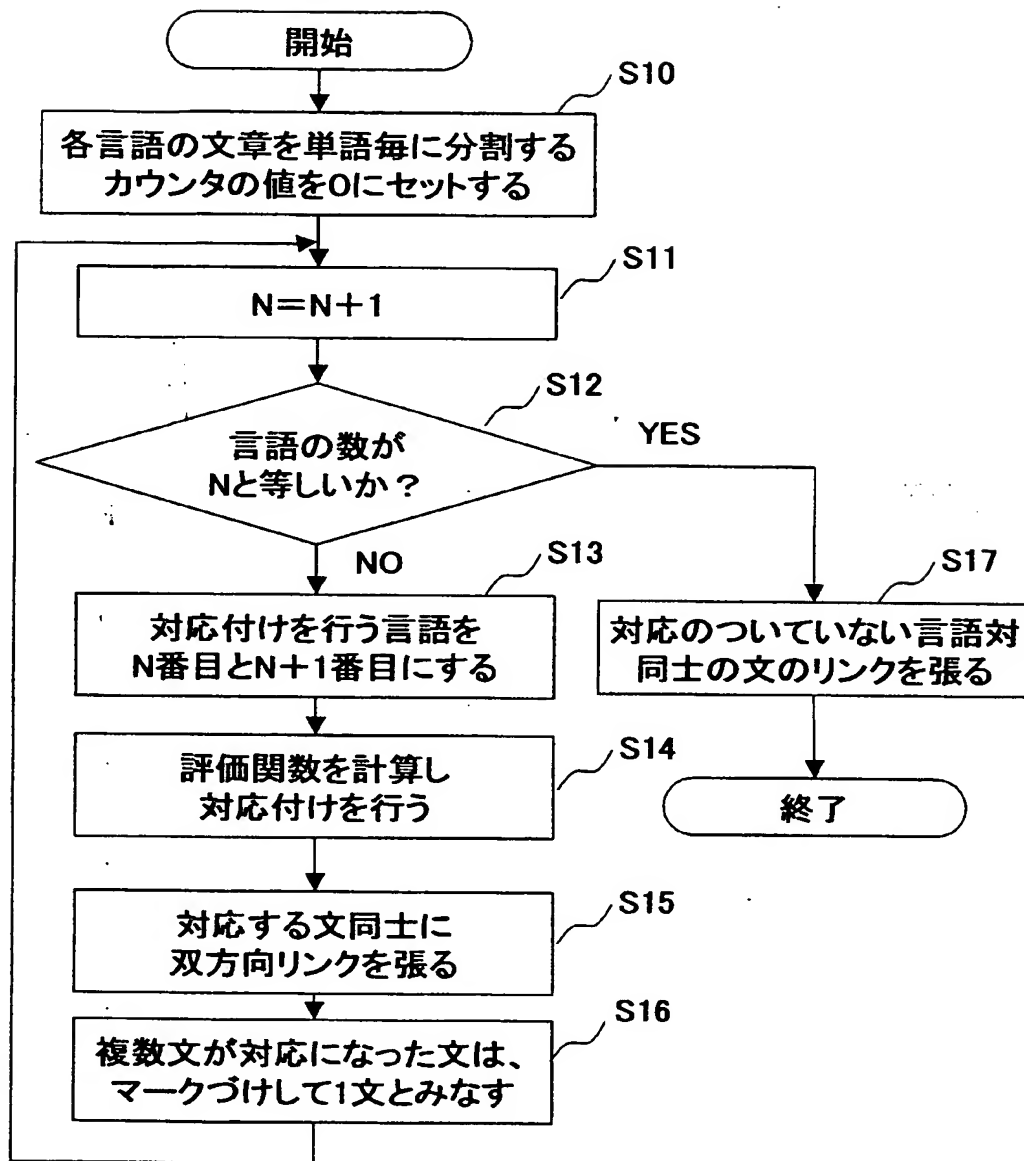 開始
S10
各言語の文章を単語毎に分割する
カウンタの値を0にセットする
S11
N=N+1
S12
言語の数が
Nと等しいか?
YES
NO
S13
対応付けを行う言語を
N番目とN+1番目にする
S17
対応のついていない言語対
同士の文のリンクを張る
S14
評価関数を計算し
対応付けを行う
終了
S15
対応する文同士に
双方向リンクを張る
S16
複数文が対応になった文は、
マークづけして1文とみなす